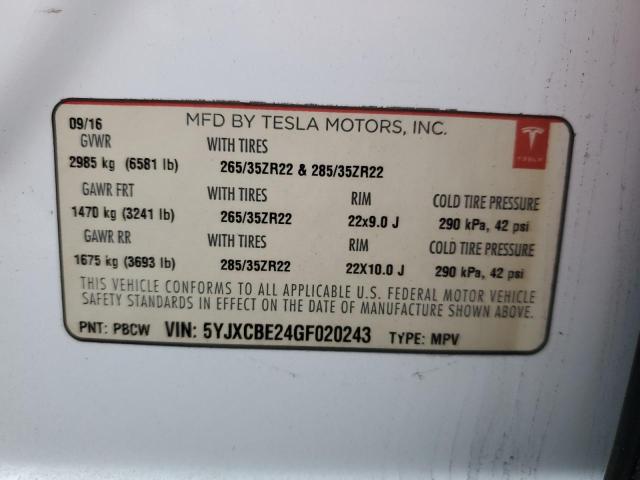 09/16 MFD BY TESLA MOTORS, INC.
GVWR WITH TIRES
2985 kg (6581 lb) 265/35ZR22 & 285/35ZR22
TESLA
GAWR FRT WITH TIRES RIM COLD TIRE PRESSURE
1470 kg (3241 lb) 265/35ZR22 22x9.0 J 290 kPa, 42 psi
GAWR RR WITH TIRES RIM COLD TIRE PRESSURE
1675 kg (3693 lb) 285/35ZR22 22X10.0 J 290 kPa, 42 psi
THIS VEHICLE CONFORMS TO ALL APPLICABLE U.S. FEDERAL MOTOR VEHICLE
SAFETY STANDARDS IN EFFECT ON THE DATE OF MANUFACTURE SHOWN ABOVE.
PNT: PBCW VIN: 5YJXCBE24GF020243 TYPE: MPV